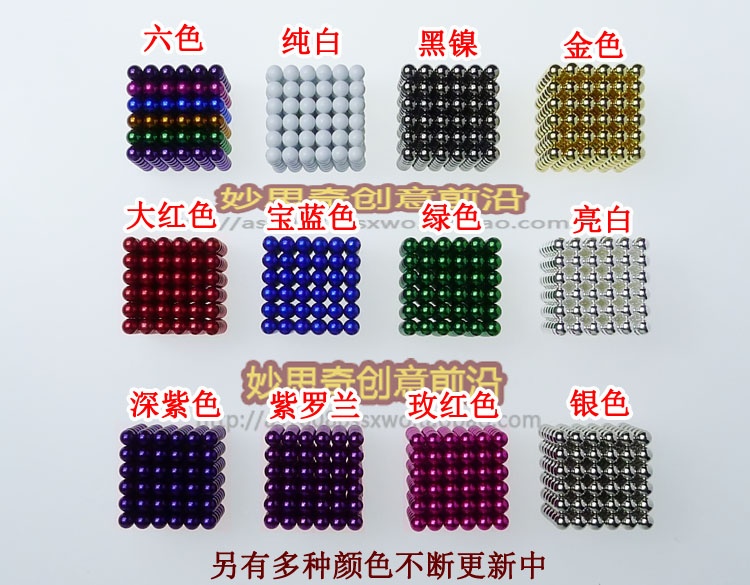 六色 纯白 黑镍 金色
妙思奇创意前沿
大红色 宝蓝色 绿色 亮白
妙思奇创意前沿
深紫色 紫罗兰 玫红色 银色
另有多种颜色不断更新中